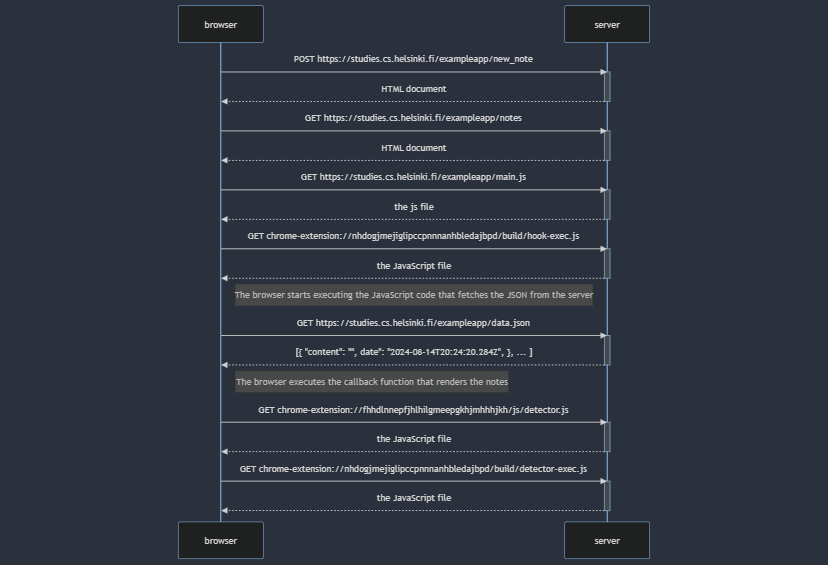 browser server
POST https://studies.cs.helsinki.fi/exampleapp/new_note
HTML document
GET https://studies.cs.helsinki.fi/exampleapp/notes
HTML document
GET https://studies.cs.helsinki.fi/exampleapp/main.js
the js file
GET chrome-extension://nhdogjmejiglipccpnnnanhbledajbpd/build/hook-exec.js
the JavaScript file
The browser starts executing the JavaScript code that fetches the JSON from the server
GET https://studies.cs.helsinki.fi/exampleapp/data.json
[{ "content": "", date": "2024-08-14T20:24:20.284Z", }, ... ]
The browser executes the callback function that renders the notes
GET chrome-extension://fhhdlnnepfjhlhilgmeepgkhjmhhhjkh/js/detector.js
the JavaScript file
GET chrome-extension://nhdogjmejiglipccpnnnanhbledajbpd/build/detector-exec.js
the JavaScript file
browser server